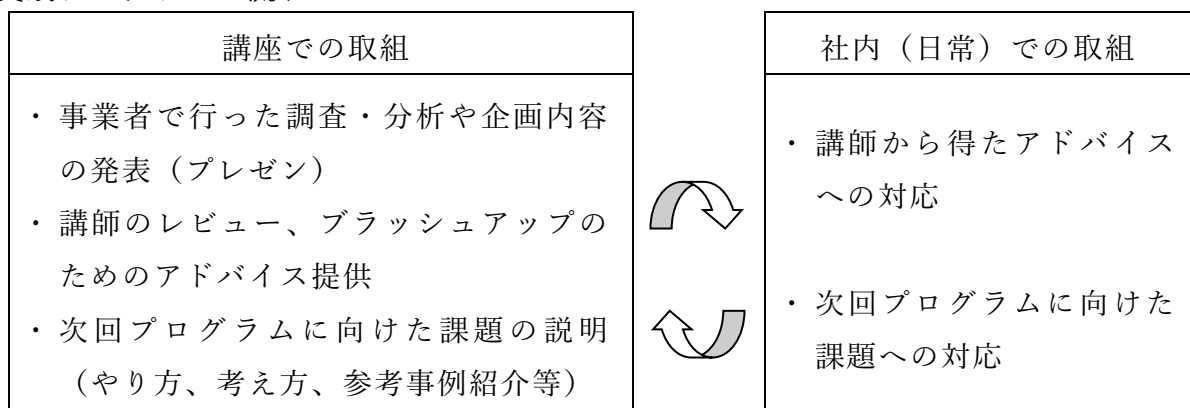 講座での取組
・ 事業者で行った調査・分析や企画内容
の発表（プレゼン）
・ 講師のレビュー、ブラッシュアップの
ためのアドバイス提供
・ 次回プログラムに向けた課題の説明
（やり方、考え方、参考事例紹介等）
社内（日常）での取組
・ 講師から得たアドバイス
への対応
・ 次回プログラムに向けた
課題への対応